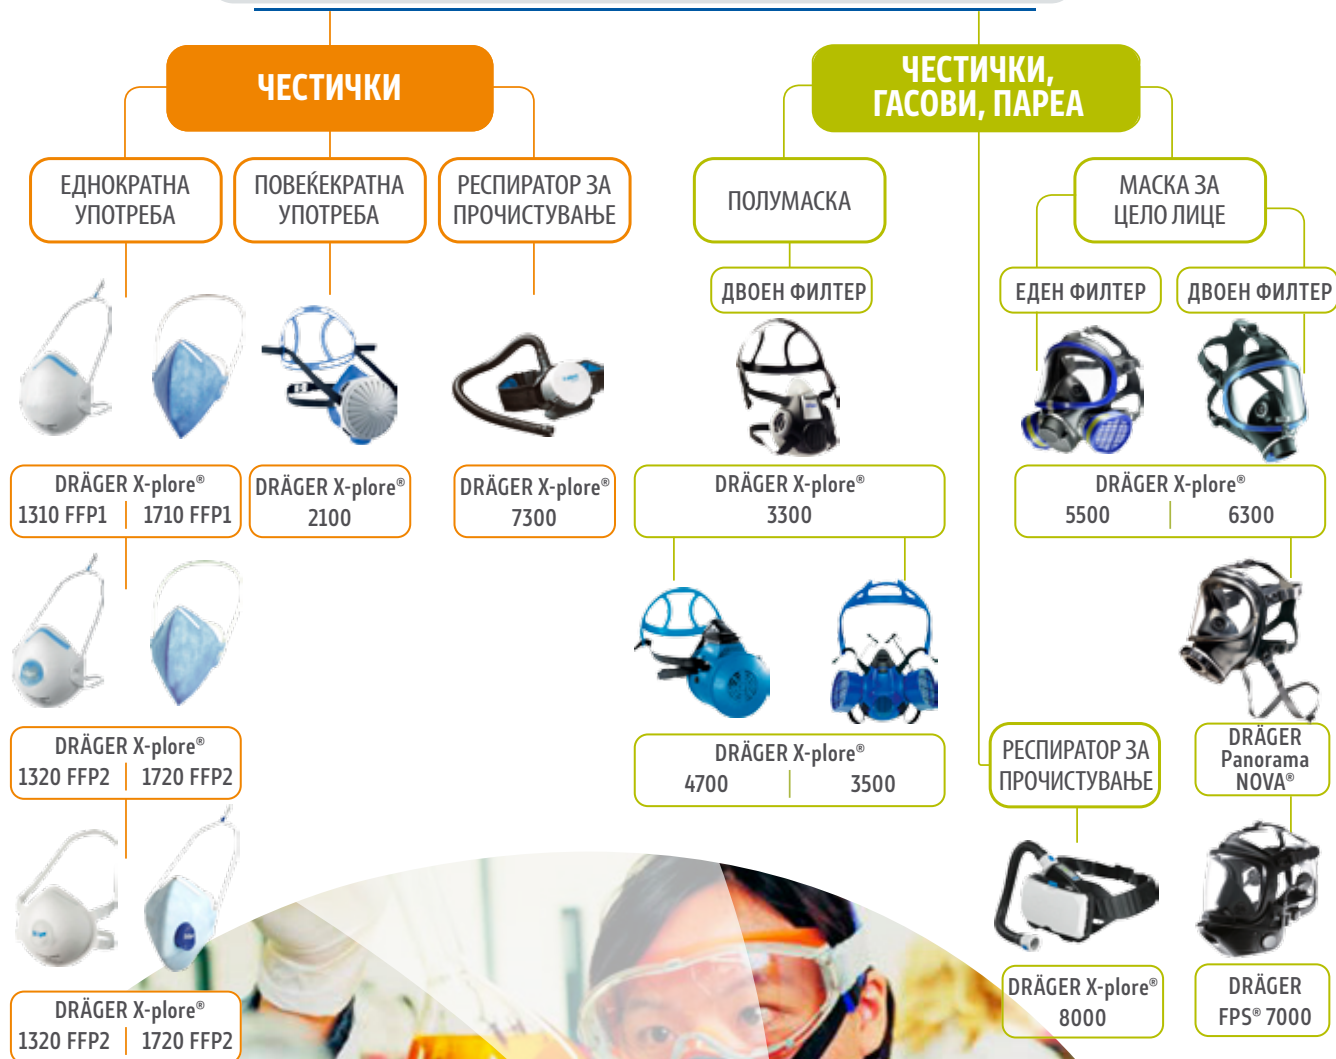 ЧЕСТИЧКИ
ЧЕСТИЧКИ,
ГАСОВИ, ПАРЕА
ЕДНОКРАТНА
УПОТРЕБА
ПОВЕЌЕКРАТНА
УПОТРЕБА
РЕСПИРАТОР ЗА
ПРОЧИСТУВАЊЕ
ПОЛУМАСКА
МАСКА ЗА
ЦЕЛО ЛИЦЕ
ДВОЕН ФИЛТЕР
ЕДЕН ФИЛТЕР
ДВОЕН ФИЛТЕР
DRÄGER X-plore®
1310 FFP1 1710 FFP1
DRÄGER X-plore®
2100
DRÄGER X-plore®
7300
DRÄGER X-plore®
3300
DRÄGER X-plore®
5500 6300
DRÄGER X-plore®
1320 FFP2 1720 FFP2
DRÄGER X-plore®
4700 3500
РЕСПИРАТОР ЗА
ПРОЧИСТУВАЊЕ
DRÄGER
Panorama
NOVA®
DRÄGER X-plore®
1320 FFP2 1720 FFP2
DRÄGER X-plore®
8000
DRÄGER
FPS® 7000